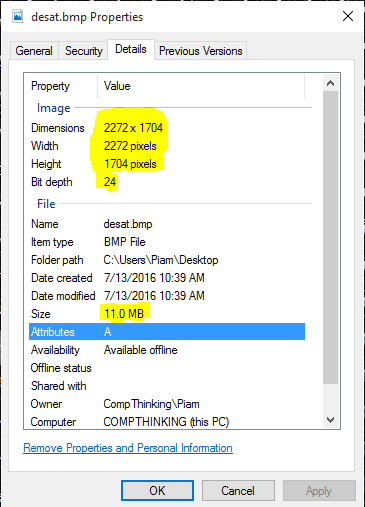 desat.bmp Properties
General Security Details Previous Versions
Property Value
Image
Dimensions 2272 x 1704
Width 2272 pixels
Height 1704 pixels
Bit depth 24
File
Name desat.bmp
Item type BMP File
Folder path C:\Users\Piam\Desktop
Date created 7/13/2016 10:39 AM
Date modified 7/13/2016 10:39 AM
Size 11.0 MB
Attributes A
Availability Available offline
Offline status
Shared with
Owner CompThinking\Piam
Computer COMPTHINKING (this PC)
Remove Properties and Personal Information
OK Cancel Apply